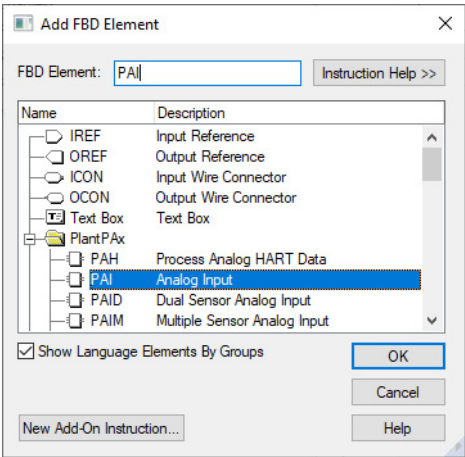 Add FBD Element
FBD Element: PAI Instruction Help >>
Name Description
IREF Input Reference
OREF Output Reference
ICON Input Wire Connector
OCON Output Wire Connector
Text Box Text Box
PlantPAx
PAH Process Analog HART Data
PAI Analog Input
PAID Dual Sensor Analog Input
PAIM Multiple Sensor Analog Input
Show Language Elements By Groups OK
Cancel
New Add-On Instruction... Help